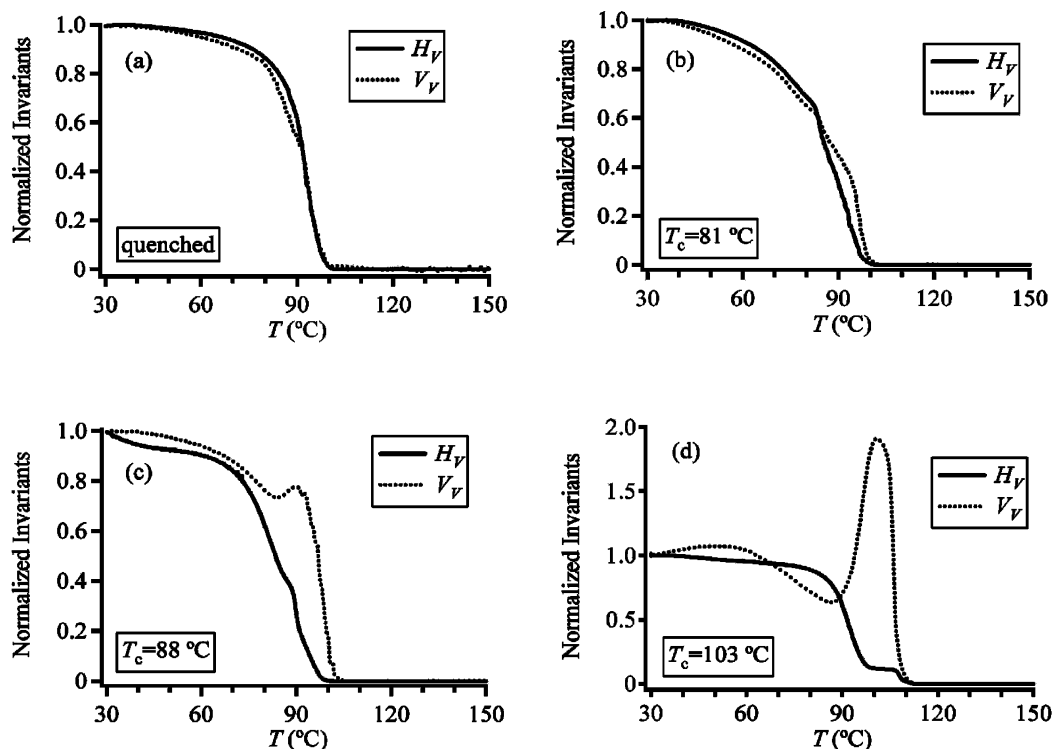 Normalized Invariants
1.0
0.8
0.6
0.4
0.2
0
(a)
H_V
V_V
quenched
30 60 90 120 150
T (ºC)
Normalized Invariants
1.0
0.8
0.6
0.4
0.2
0
(b)
H_V
V_V
T_c=81 ºC
30 60 90 120 150
T (ºC)
Normalized Invariants
1.0
0.8
0.6
0.4
0.2
0
(c)
H_V
V_V
T_c=88 ºC
30 60 90 120 150
T (ºC)
Normalized Invariants
2.0
1.5
1.0
0.5
0
(d)
H_V
V_V
T_c=103 ºC
30 60 90 120 150
T (ºC)